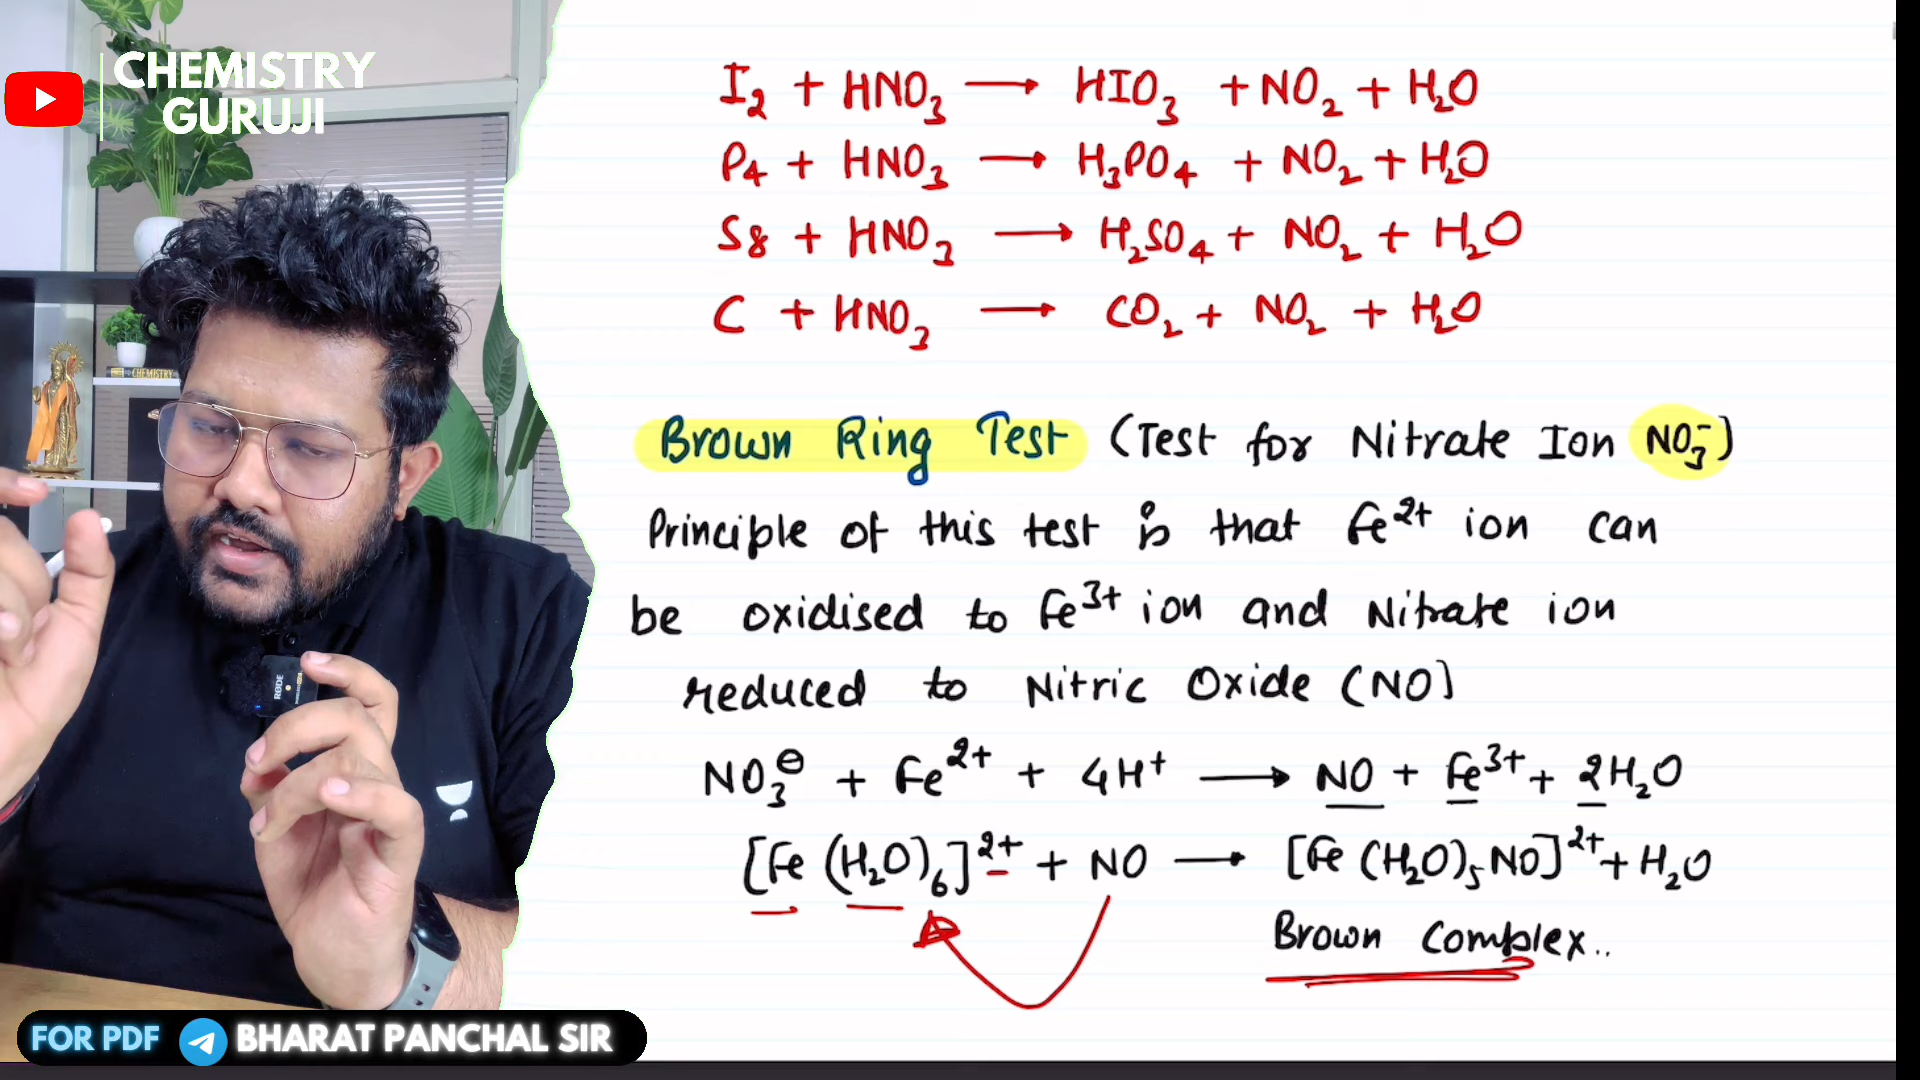 CHEMISTRY
GURUJI
I₂ + HNO₃ ⟶ HIO₃ + NO₂ + H₂O
P₄ + HNO₃ ⟶ H₃PO₄ + NO₂ + H₂O
S₈ + HNO₃ ⟶ H₂SO₄ + NO₂ + H₂O
C + HNO₃ ⟶ CO₂ + NO₂ + H₂O
Brown Ring Test (Test for Nitrate Ion NO₃⁻)
Principle of this test is that Fe²⁺ ion can
be oxidised to Fe³⁺ ion and Nitrate ion
reduced to Nitric Oxide (NO)
NO₃⊖ + Fe²⁺ + 4H⁺ ⟶ NO + Fe³⁺ + 2H₂O
[Fe (H₂O)₆]²⁺ + NO ⟶ [Fe (H₂O)₅NO]²⁺ + H₂O
Brown Complex..
CHEMISTRY
RODE
FOR PDF BHARAT PANCHAL SIR